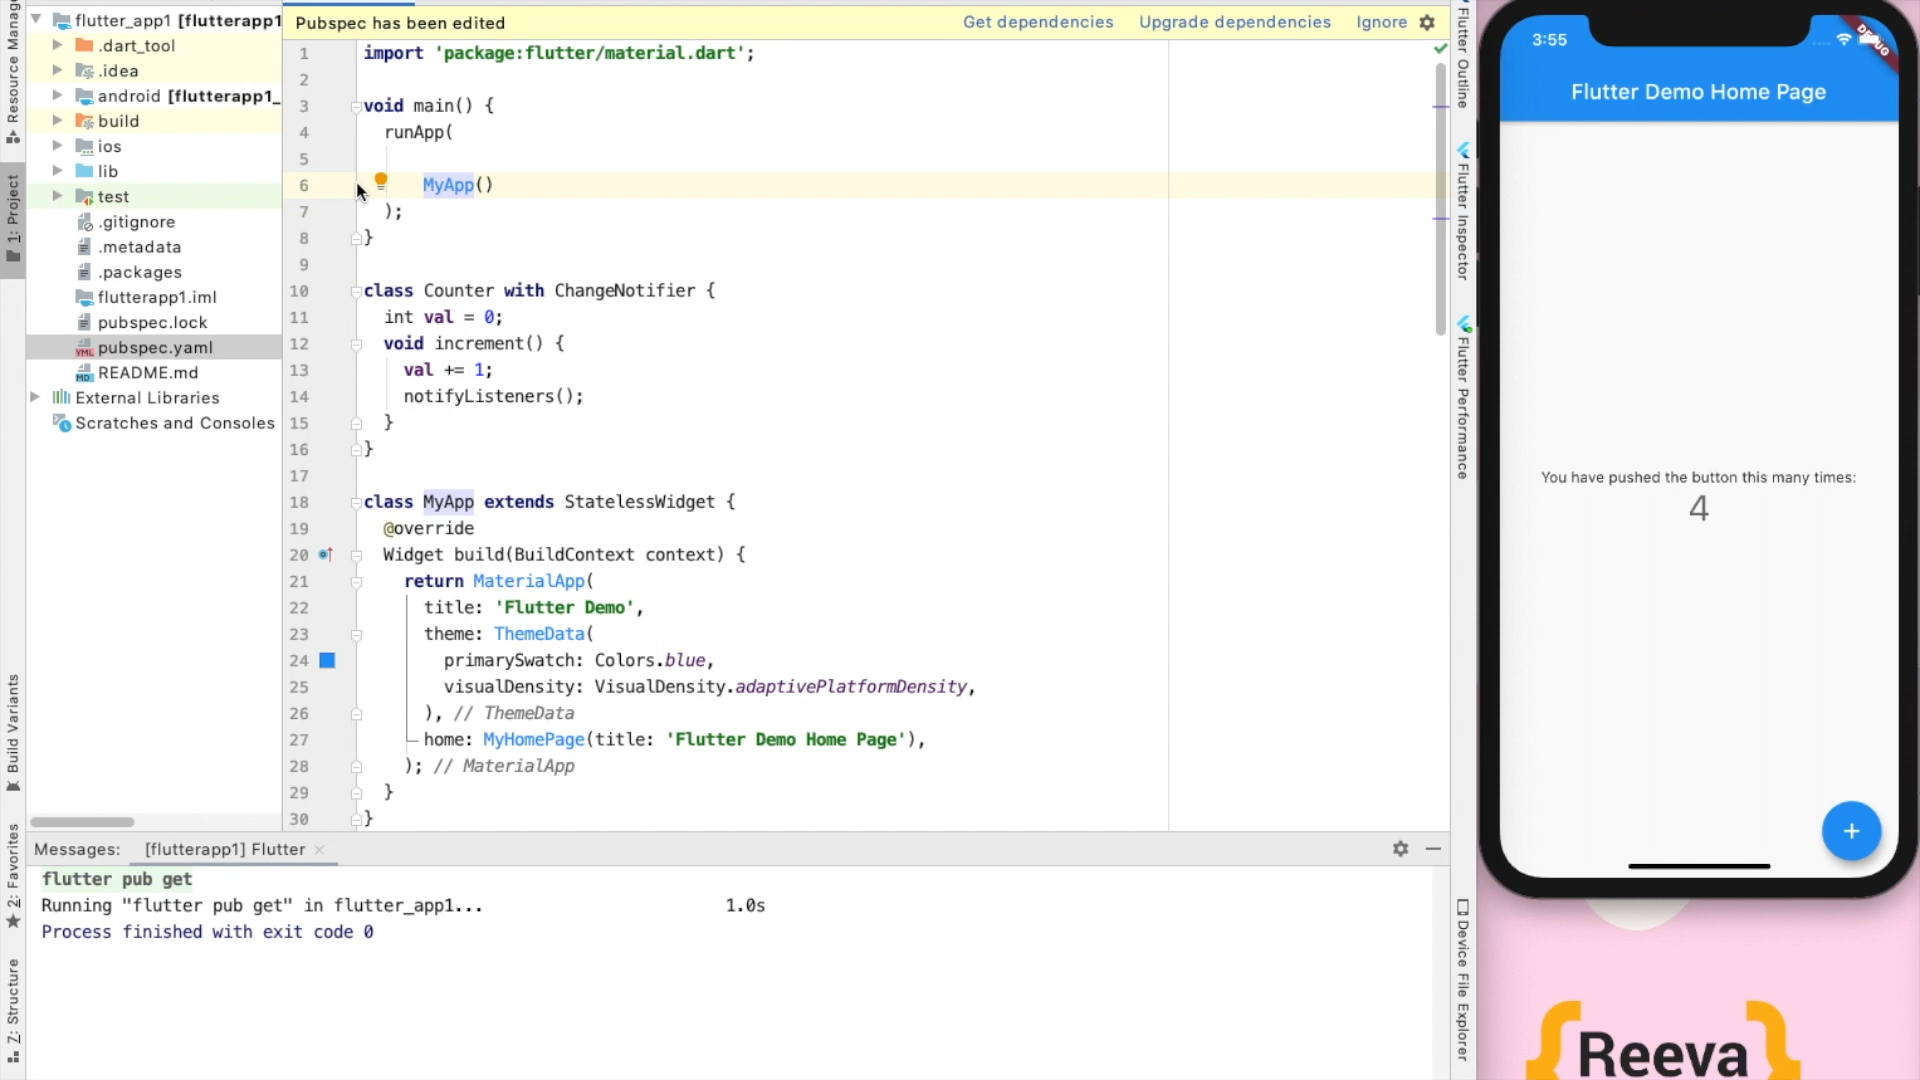 Resource Manag
1: Project
Build Variants
2: Favorites
Z: Structure
flutter_app1 [flutterapp1
.dart_tool
.idea
android [flutterapp1_
build
ios
lib
test
.gitignore
.metadata
.packages
flutterapp1.iml
pubspec.lock
YML pubspec.yaml
MD README.md
External Libraries
Scratches and Consoles
Pubspec has been edited Get dependencies Upgrade dependencies Ignore
1 import 'package:flutter/material.dart';
2
3 void main() {
4 runApp(
5
6 MyApp()
7 );
8 }
9
10 class Counter with ChangeNotifier {
11 int val = 0;
12 void increment() {
13 val += 1;
14 notifyListeners();
15 }
16 }
17
18 class MyApp extends StatelessWidget {
19 @override
20 Widget build(BuildContext context) {
21 return MaterialApp(
22 title: 'Flutter Demo',
23 theme: ThemeData(
24 primarySwatch: Colors.blue,
25 visualDensity: VisualDensity.adaptivePlatformDensity,
26 ), // ThemeData
27 home: MyHomePage(title: 'Flutter Demo Home Page'),
28 ); // MaterialApp
29 }
30 }
Messages: [flutterapp1] Flutter
flutter pub get
Running "flutter pub get" in flutter_app1... 1.0s
Process finished with exit code 0
Flutter Outline
Flutter Inspector
Flutter Performance
Device File Explorer
3:55
DEBUG
Flutter Demo Home Page
You have pushed the button this many times:
4
+
{Reeva}